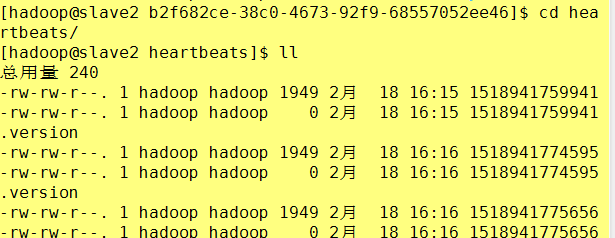 [hadoop@slave2 b2f682ce-38c0-4673-92f9-68557052ee46]$ cd hea
rtbeats/
[hadoop@slave2 heartbeats]$ ll
总用量 240
-rw-rw-r--. 1 hadoop hadoop 1949 2月  18 16:15 1518941759941
-rw-rw-r--. 1 hadoop hadoop    0 2月  18 16:15 1518941759941
.version
-rw-rw-r--. 1 hadoop hadoop 1949 2月  18 16:16 1518941774595
-rw-rw-r--. 1 hadoop hadoop    0 2月  18 16:16 1518941774595
.version
-rw-rw-r--. 1 hadoop hadoop 1949 2月  18 16:16 1518941775656
-rw-rw-r--. 1 hadoop hadoop    0 2月  18 16:16 1518941775656